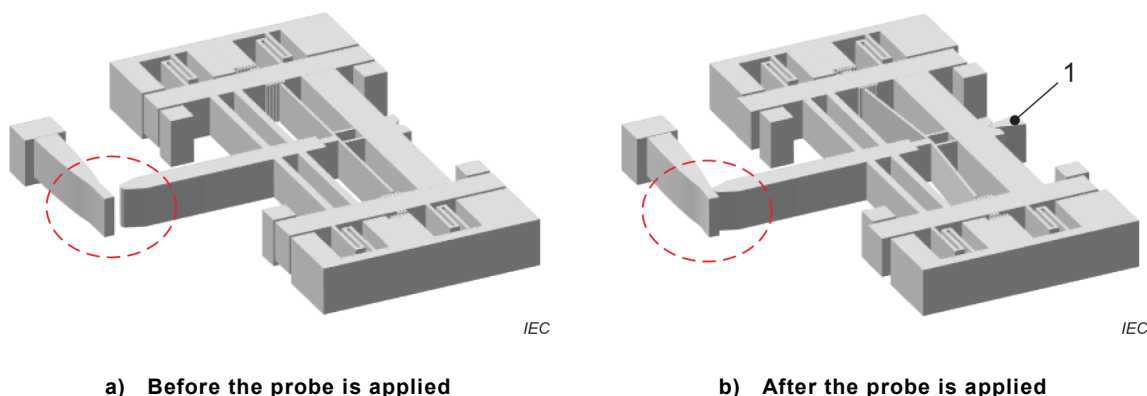 1
IEC
IEC
a) Before the probe is applied
b) After the probe is applied